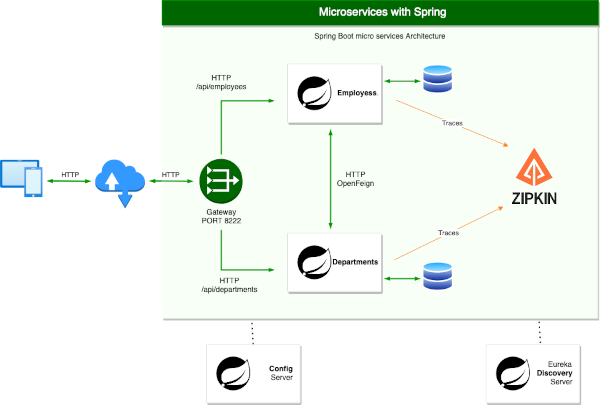 Microservices with Spring
Spring Boot micro services Architecture
HTTP
/api/employees
Employess
Traces
HTTP
HTTP
Gateway
PORT 8222
HTTP
OpenFeign
ZIPKIN
Traces
Departments
HTTP
/api/departments
Config
Server
Eureka
Discovery
Server